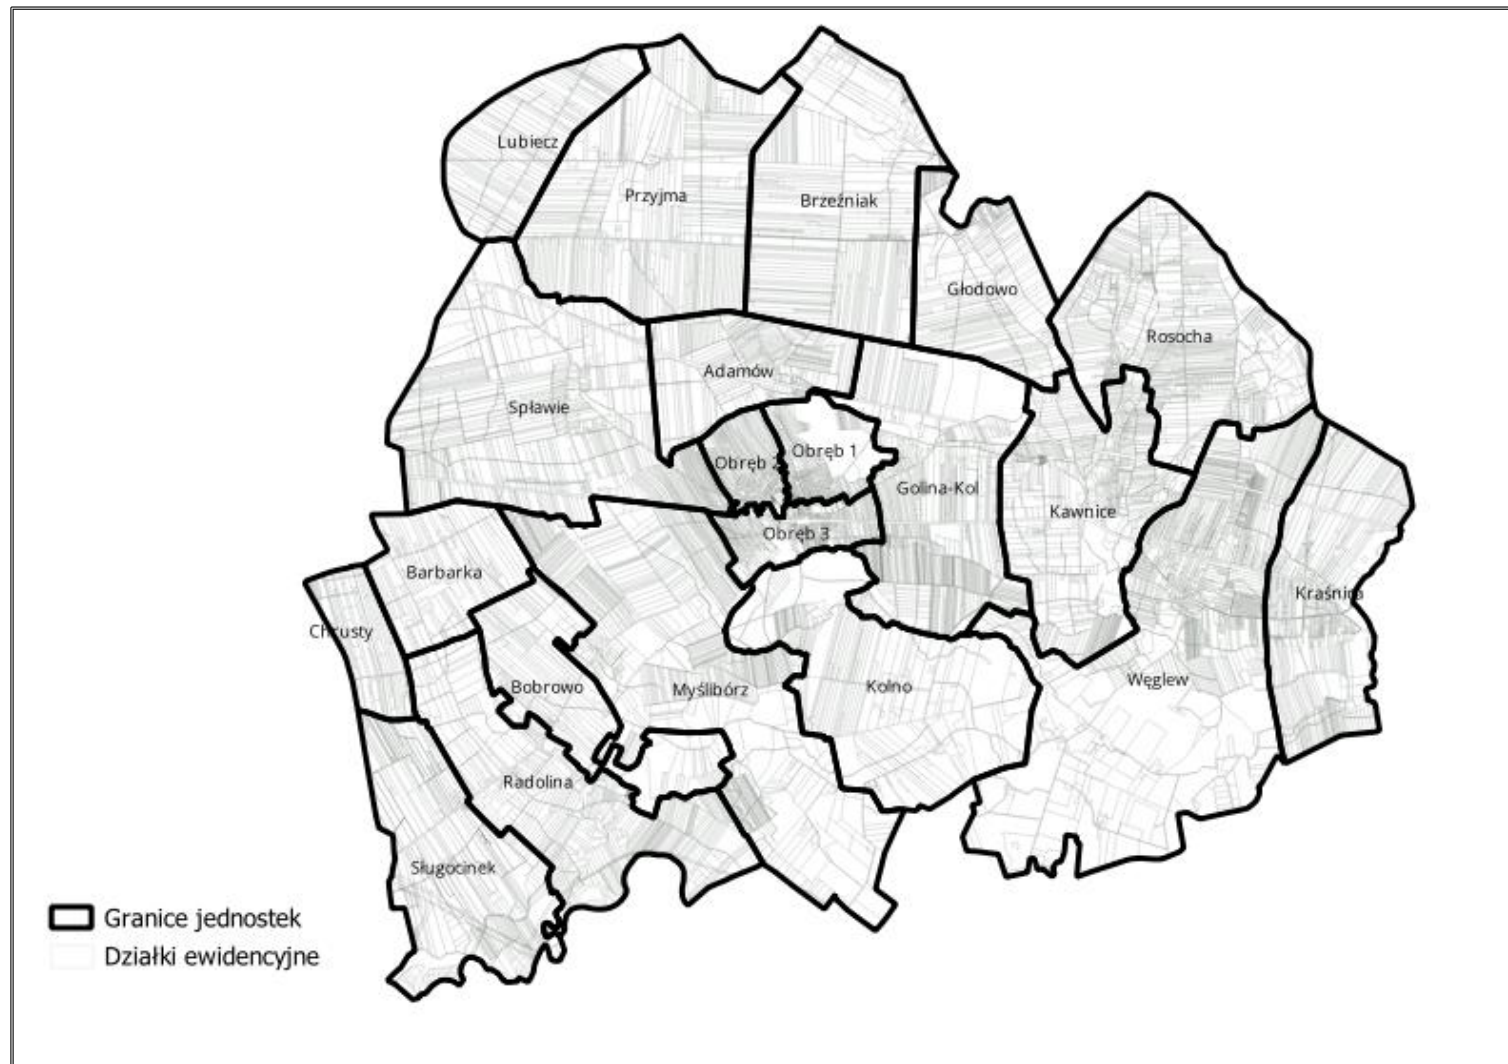 Lubiecz
Przyjma
Brzeźniak
Głodowo
Rosocha
Adamów
Spławie
Obręb 1
Obręb 2
Golina-Kol
Kawnice
Obręb 3
Barbarka
Kraśnica
Chrusty
Bobrowo
Myślibórz
Kolno
Węglew
Radolina
Sługocinek
Granice jednostek
Działki ewidencyjne